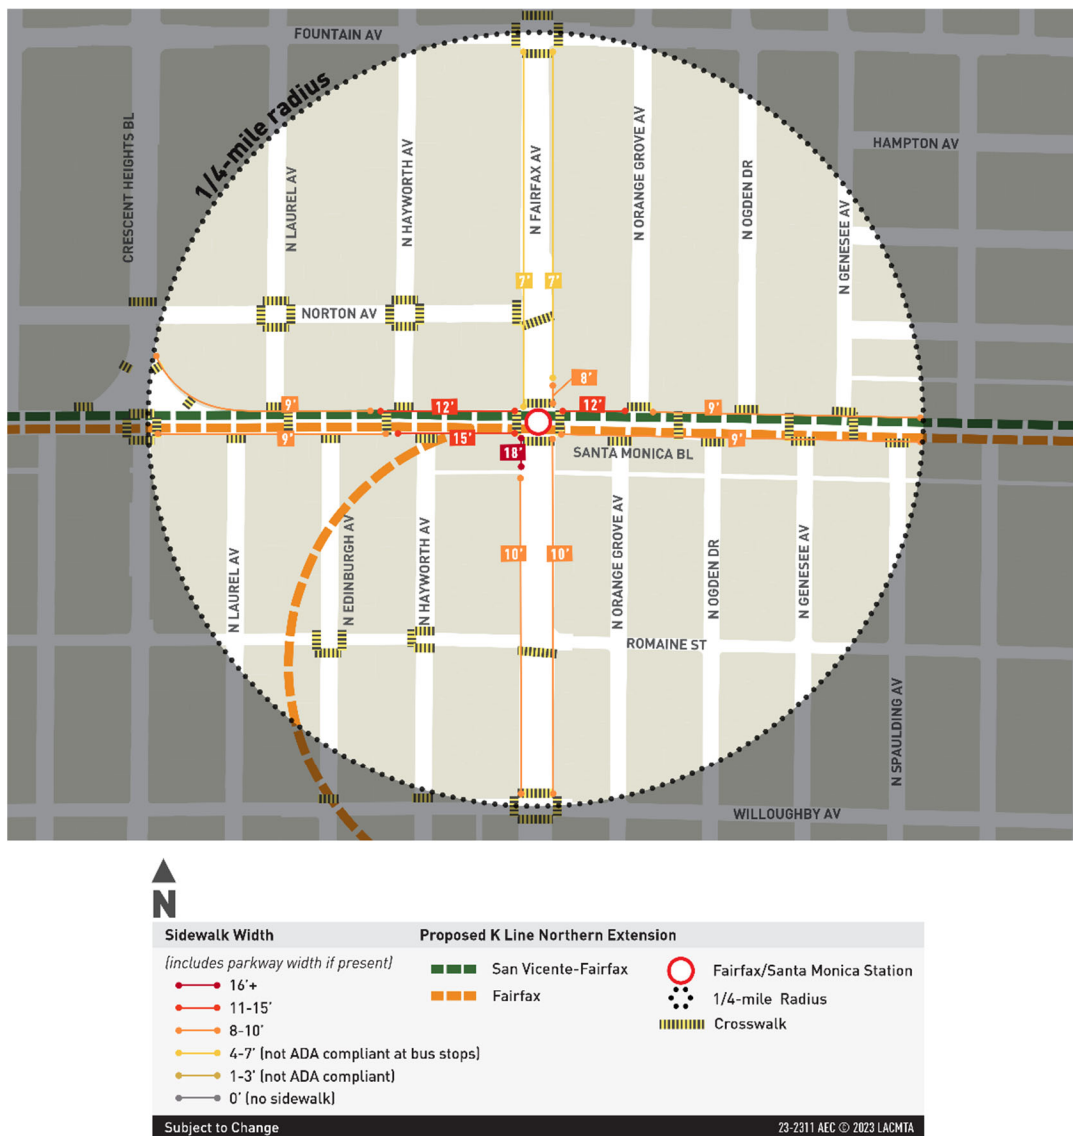 FOUNTAIN AV
1/4-mile radius
CRESCENT HEIGHTS BL
N LAUREL AV
N HAYWORTH AV
N FAIRFAX AV
N ORANGE GROVE AV
N OGDEN DR
N GENESEE AV
HAMPTON AV
7’ 7’
NORTON AV
8’
9’ 12’ 12’ 9’
9’ 15’ 9’
18’ SANTA MONICA BL
N LAUREL AV
N EDINBURGH AV
N HAYWORTH AV
10’ 10’
N ORANGE GROVE AV
N OGDEN DR
N GENESEE AV
ROMAINE ST
N SPAULDING AV
WILLOUGHBY AV
N
Sidewalk Width
(includes parkway width if present)
16’+
11-15’
8-10’
4-7’ (not ADA compliant at bus stops)
1-3’ (not ADA compliant)
0’ (no sidewalk)
Proposed K Line Northern Extension
San Vicente-Fairfax
Fairfax
Fairfax/Santa Monica Station
1/4-mile Radius
Crosswalk
Subject to Change
23-2311 AEC © 2023 LACMTA